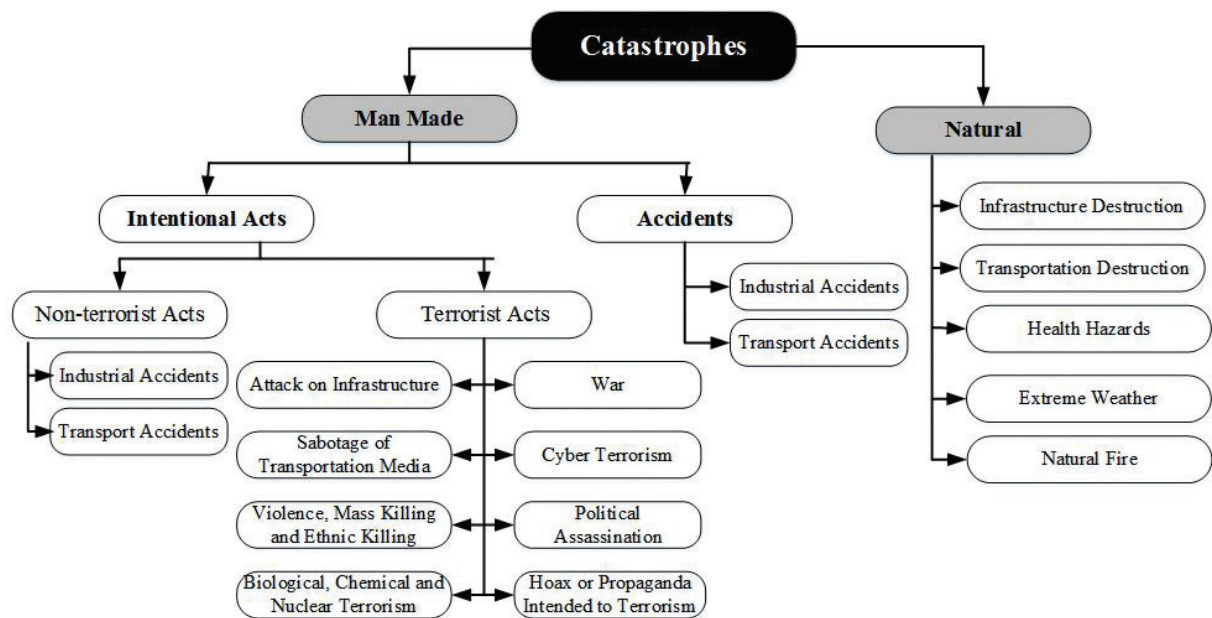 Catastrophes
Man Made
Natural
Intentional Acts
Accidents
Non-terrorist Acts
Terrorist Acts
Industrial Accidents
Transport Accidents
Attack on Infrastructure
War
Sabotage of
Transportation Media
Cyber Terrorism
Violence, Mass Killing
and Ethnic Killing
Political
Assassination
Biological, Chemical and
Nuclear Terrorism
Hoax or Propaganda
Intended to Terrorism
Industrial Accidents
Transport Accidents
Infrastructure Destruction
Transportation Destruction
Health Hazards
Extreme Weather
Natural Fire